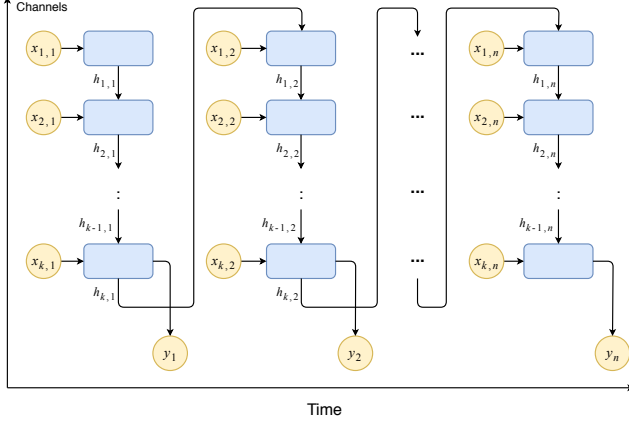 Channels
x1,1 x1,2 ... x1,n
h1,1 h1,2 h1,n
x2,1 x2,2 ... x2,n
h2,1 h2,2 h2,n
: : ... :
hk-1,1 hk-1,2 hk-1,n
xk,1 xk,2 ... xk,n
hk,1 hk,2
y1 y2 yn
Time